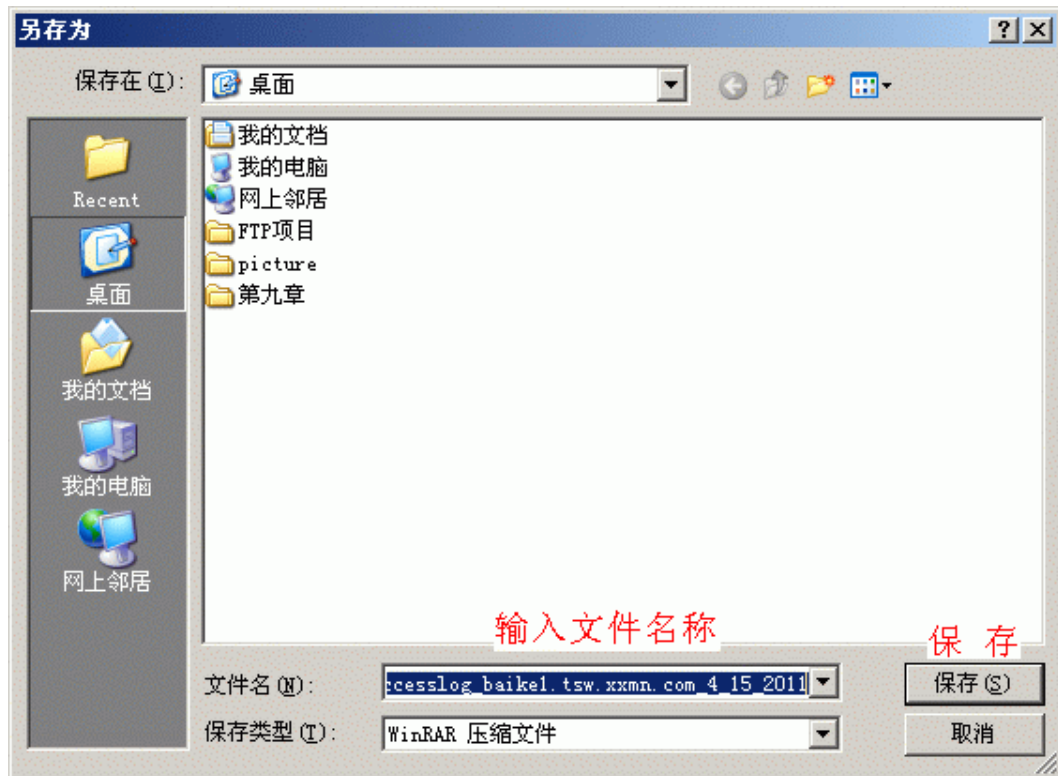 另存为
保存在(I):
桌面
Recent
桌面
我的文档
我的电脑
网上邻居
我的文档
我的电脑
网上邻居
FTP项目
picture
第九章
输入文件名称
保 存
文件名(N):
ccesslog_baike1.tsw.xxmn.com_4_15_2011
保存(S)
保存类型(T):
WinRAR 压缩文件
取消